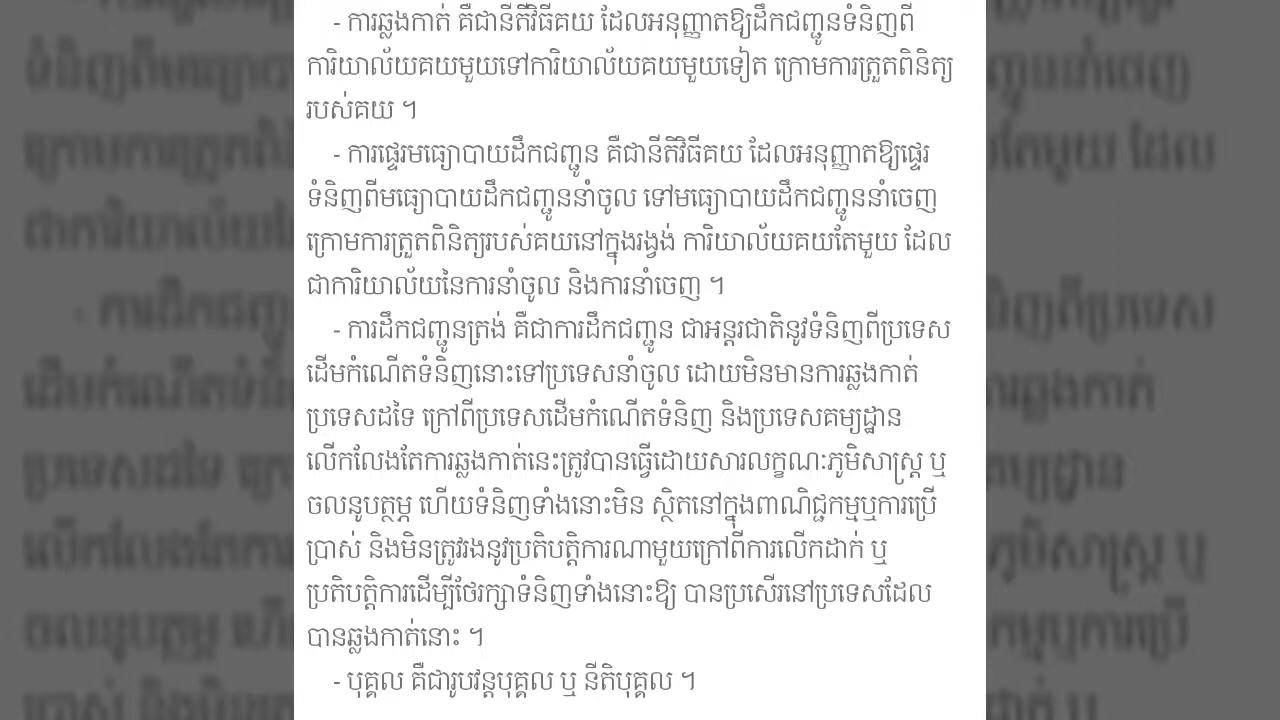 - ការឆ្លងកាត់ គឺជានីតិវិធីគយ ដែលអនុញ្ញាតឱ្យដឹកជញ្ជូនទំនិញពី
ការិយាល័យគយមួយទៅការិយាល័យគយមួយទៀត ក្រោមការត្រួតពិនិត្យ
របស់គយ ។
- ការផ្ទេរមធ្យោបាយដឹកជញ្ជូន គឺជានីតិវិធីគយ ដែលអនុញ្ញាតឱ្យផ្ទេរ
ទំនិញពីមធ្យោបាយដឹកជញ្ជូននាំចូល ទៅមធ្យោបាយដឹកជញ្ជូននាំចេញ
ក្រោមការត្រួតពិនិត្យរបស់គយនៅក្នុងរង្វង់ ការិយាល័យគយតែមួយ ដែល
ជាការិយាល័យនៃការនាំចូល និងការនាំចេញ ។
- ការដឹកជញ្ជូនត្រង់ គឺជាការដឹកជញ្ជូន ជាអន្តរជាតិនូវទំនិញពីប្រទេស
ដើមកំណើតទំនិញនោះទៅប្រទេសនាំចូល ដោយមិនមានការឆ្លងកាត់
ប្រទេសដទៃ ក្រៅពីប្រទេសដើមកំណើតទំនិញ និងប្រទេសគម្យដ្ឋាន
លើកលែងតែការឆ្លងកាត់នេះត្រូវបានធ្វើដោយសារលក្ខណៈភូមិសាស្ត្រ ឬ
ចលនូបត្ថម្ភ ហើយទំនិញទាំងនោះមិន ស្ថិតនៅក្នុងពាណិជ្ជកម្មឬការប្រើ
ប្រាស់ និងមិនត្រូវរងនូវប្រតិបត្តិការណាមួយក្រៅពីការលើកដាក់ ឬ
ប្រតិបត្តិការដើម្បីថែរក្សាទំនិញទាំងនោះឱ្យ បានប្រសើរនៅប្រទេសដែល
បានឆ្លងកាត់នោះ ។
- បុគ្គល គឺជារូបវន្តបុគ្គល ឬ នីតិបុគ្គល ។